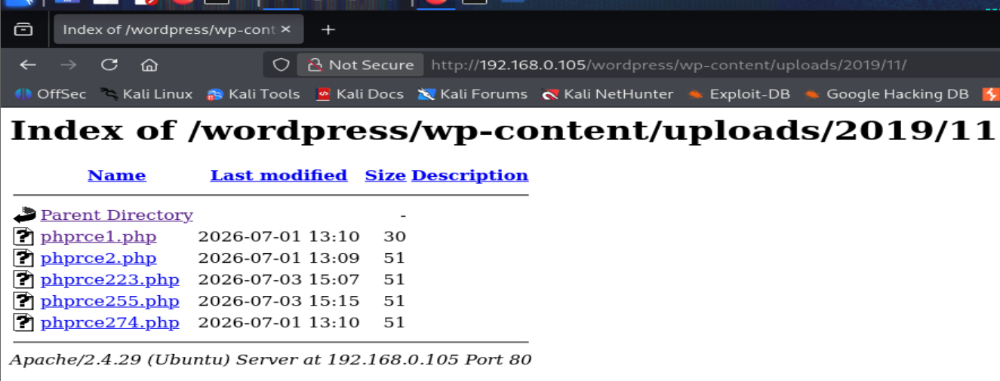 Index of /wordpress/wp-cont
Not Secure http://192.168.0.105/wordpress/wp-content/uploads/2019/11/
OffSec Kali Linux Kali Tools Kali Docs Kali Forums Kali NetHunter Exploit-DB Google Hacking DB
Index of /wordpress/wp-content/uploads/2019/11
Name Last modified Size Description
Parent Directory -
phprce1.php 2026-07-01 13:10 30
phprce2.php 2026-07-01 13:09 51
phprce223.php 2026-07-03 15:07 51
phprce255.php 2026-07-03 15:15 51
phprce274.php 2026-07-01 13:10 51
Apache/2.4.29 (Ubuntu) Server at 192.168.0.105 Port 80